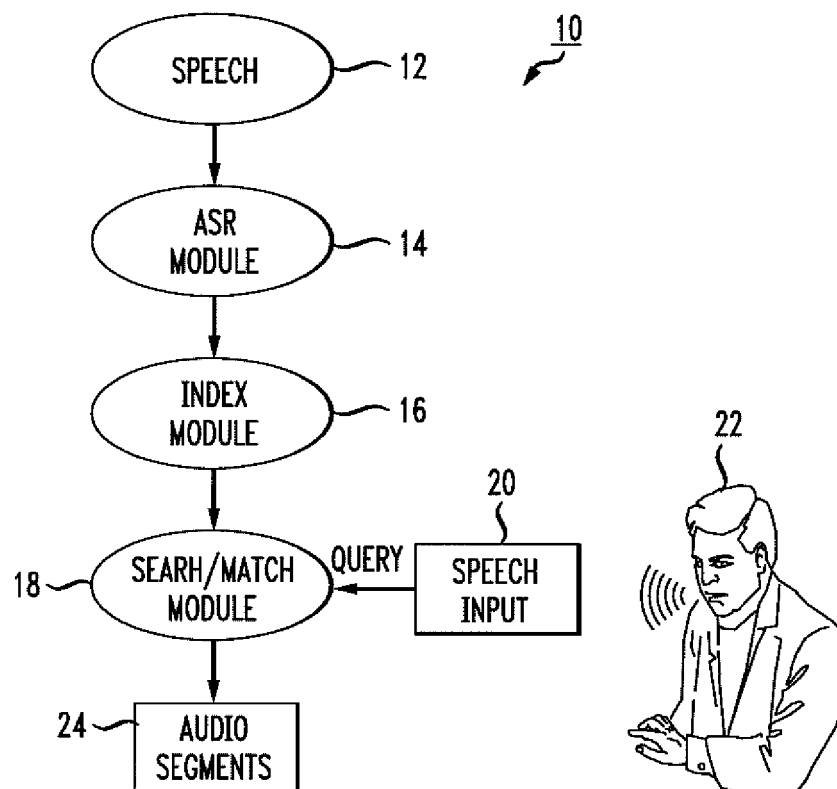 10
SPEECH
12
ASR
MODULE
14
INDEX
MODULE
16
22
20
18
SEARH/MATCH
MODULE
QUERY
SPEECH
INPUT
24
AUDIO
SEGMENTS